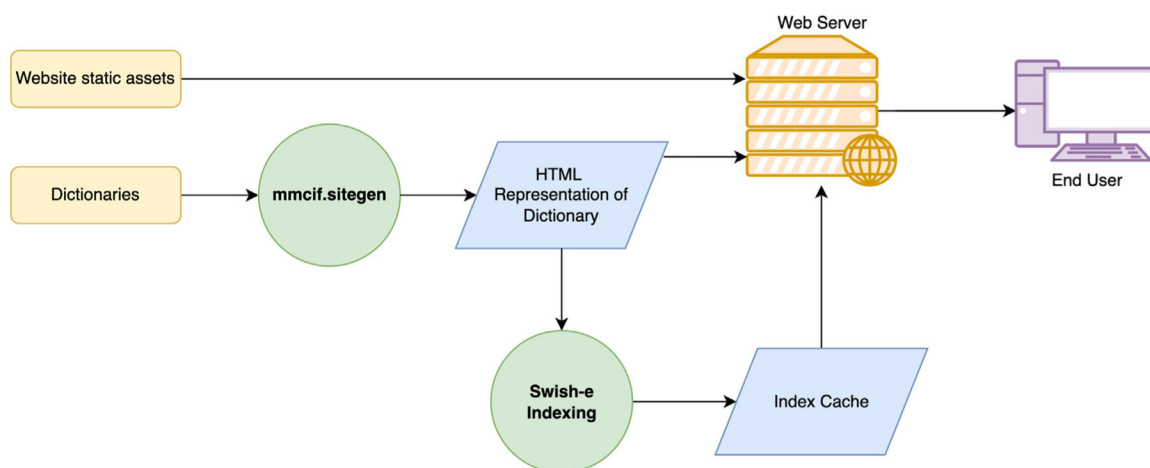 Web Server
Website static assets
Dictionaries
mmcif.sitegen
HTML
Representation of
Dictionary
End User
Swish-e
Indexing
Index Cache